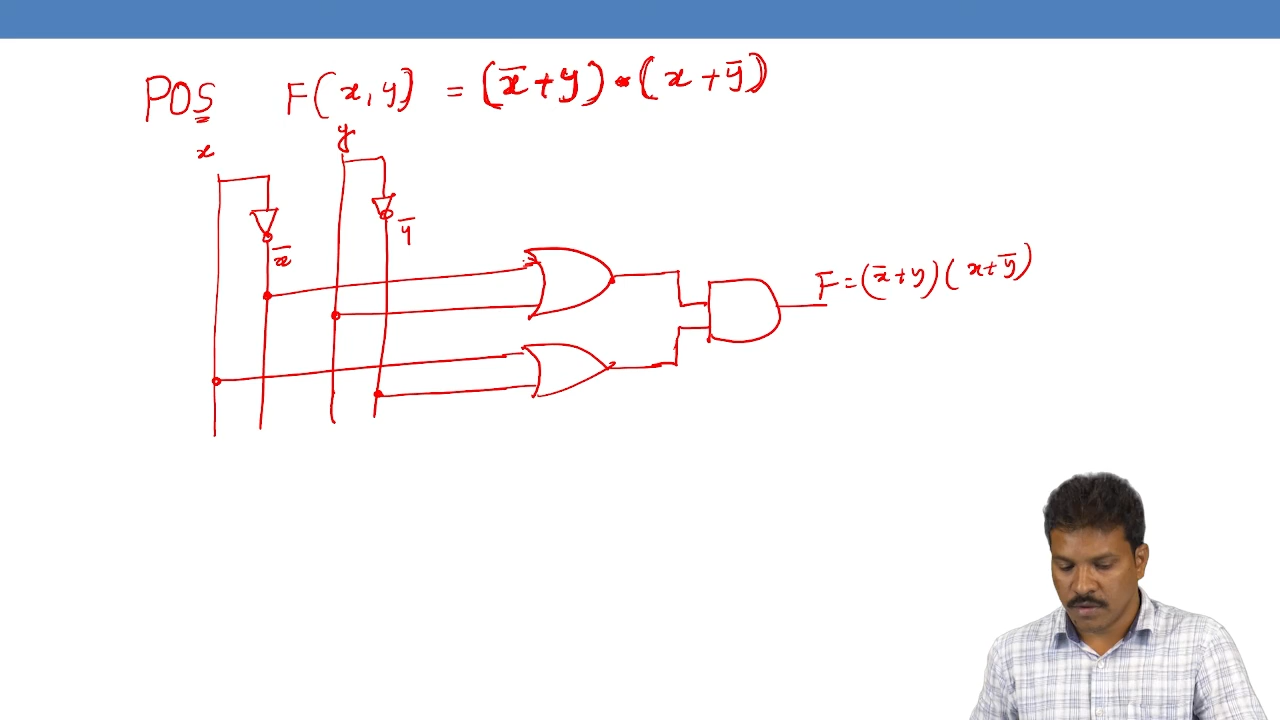 POS F(x, y) = (x̅ + y) · (x + y̅)
x y
x̅ y̅
F = (x̅ + y) (x + y̅)